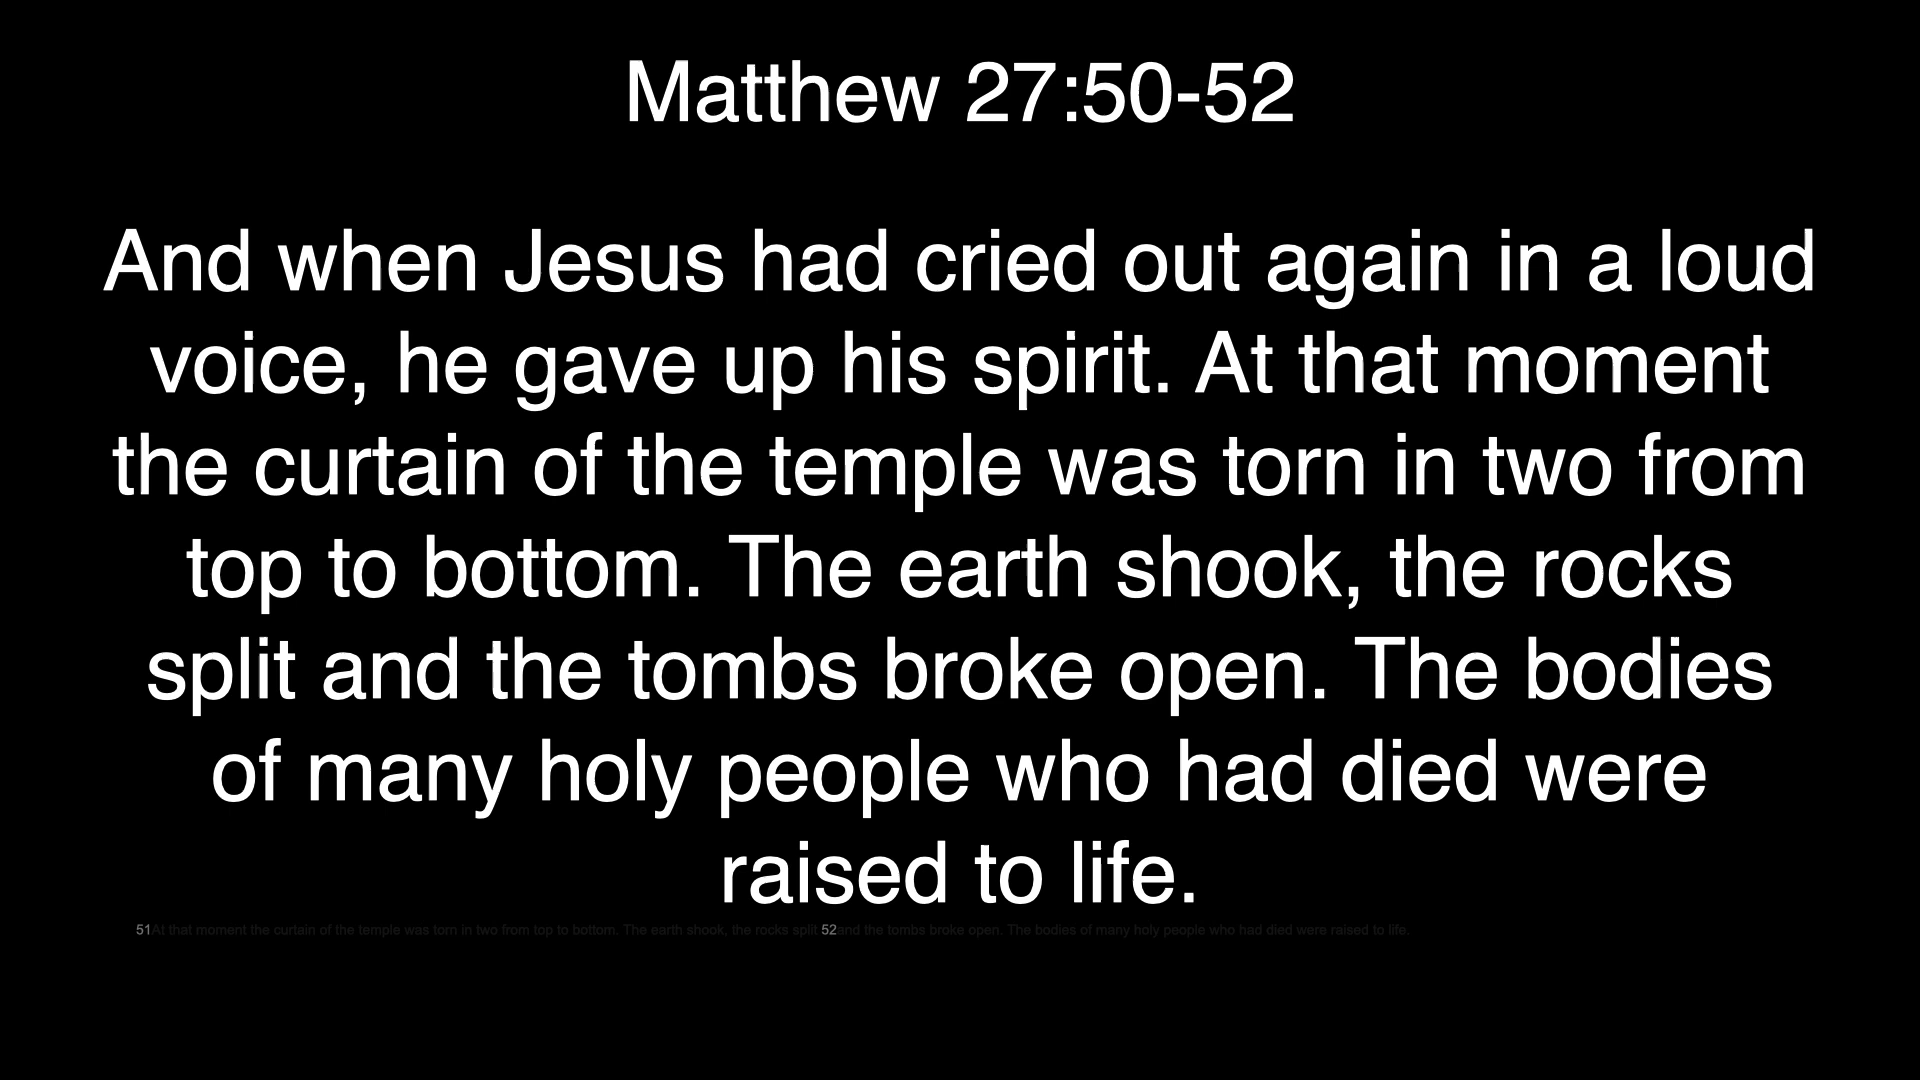 Matthew 27:50-52
And when Jesus had cried out again in a loud
voice, he gave up his spirit. At that moment
the curtain of the temple was torn in two from
top to bottom. The earth shook, the rocks
split and the tombs broke open. The bodies
of many holy people who had died were
raised to life.
51At that moment the curtain of the temple was torn in two from top to bottom. The earth shook, the rocks split 52and the tombs broke open. The bodies of many holy people who had died were raised to life.